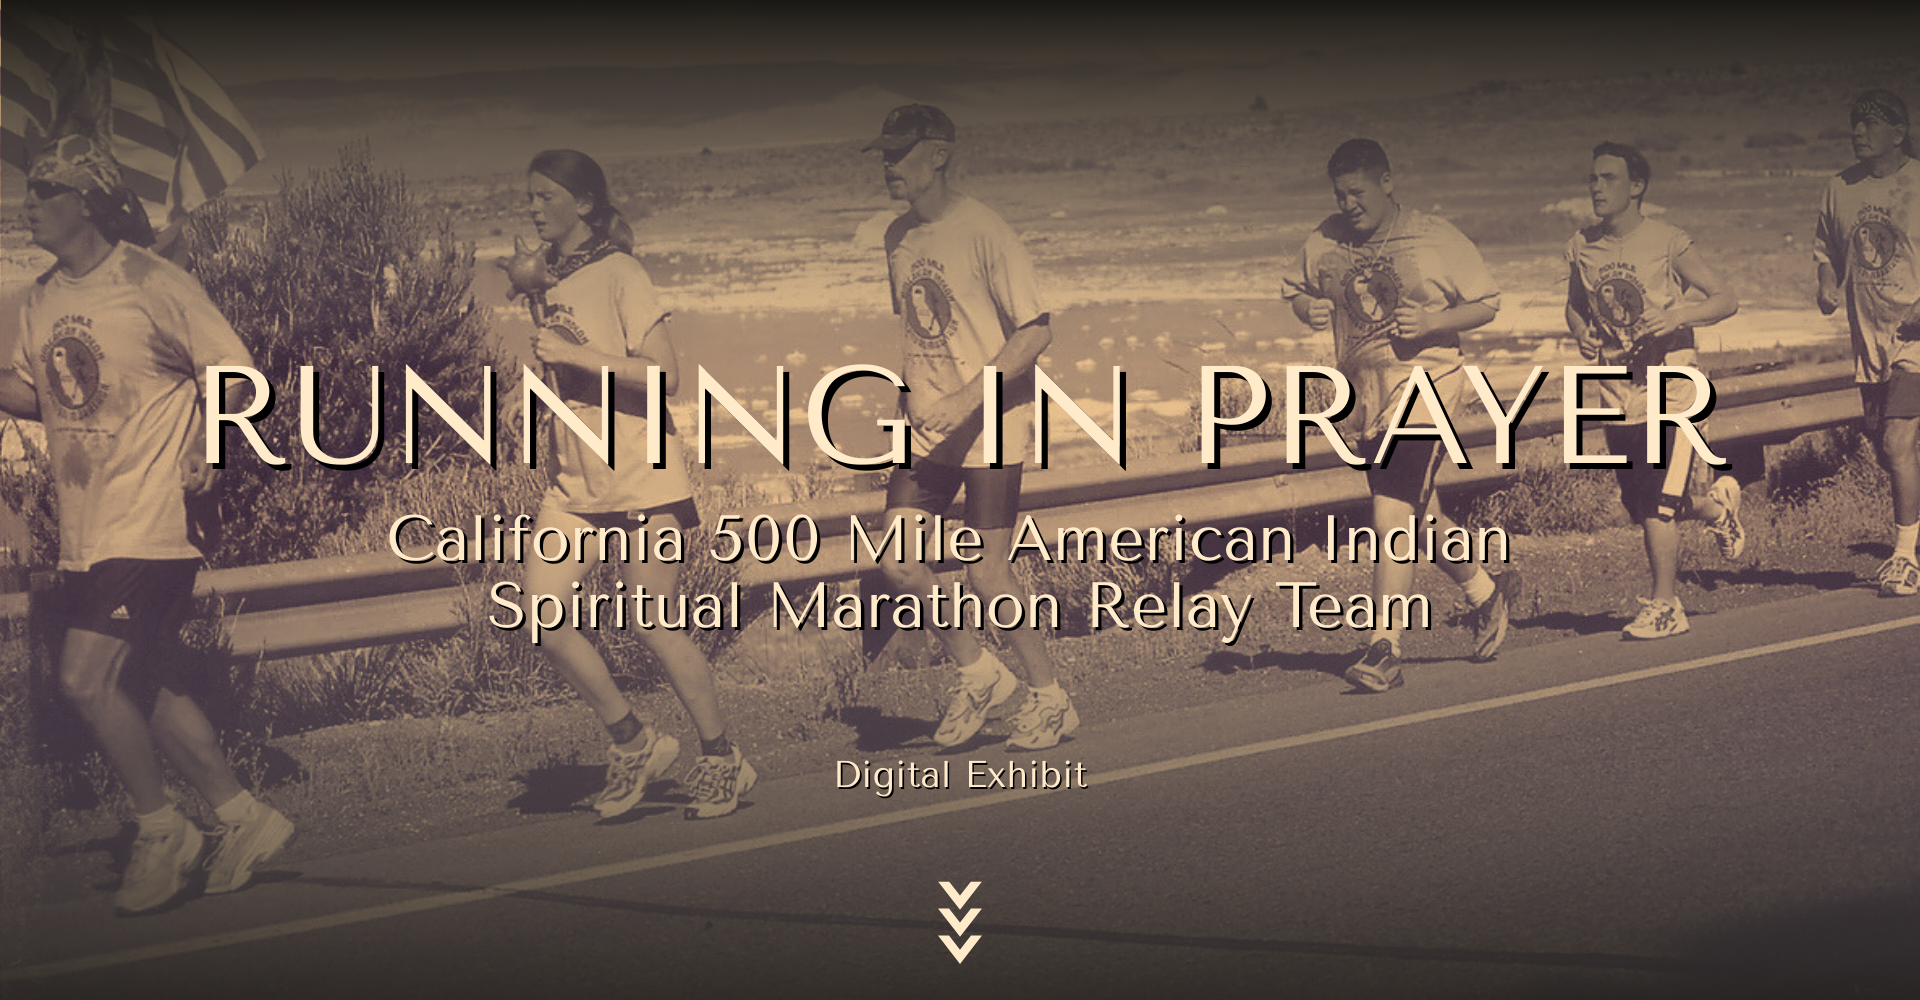 RUNNING IN PRAYER
California 500 Mile American Indian
Spiritual Marathon Relay Team
Digital Exhibit